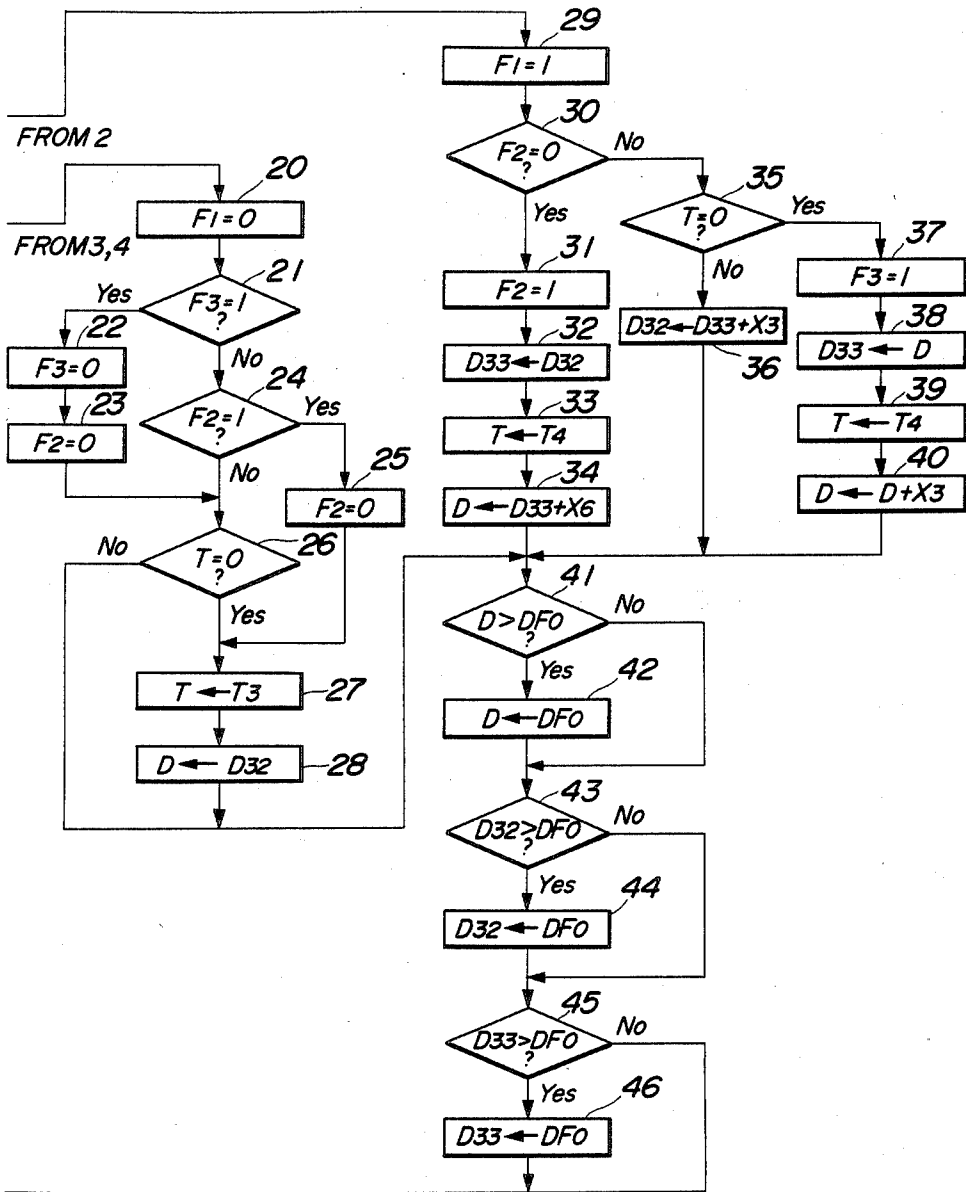 29
F1=1
FROM 2
30
F2=0
?
No
Yes
20
F1=0
FROM 3,4
35
T=0
?
Yes
No
21
F3=1
?
Yes
No
31
F2=1
37
F3=1
22
F3=0
32
D33←D32
D32←D33+X3
36
38
D33←D
23
F2=0
24
F2=1
?
Yes
No
33
T←T4
39
T←T4
25
F2=0
34
D←D33+X6
40
D←D+X3
26
T=0
?
No
Yes
41
D>DF0
?
No
Yes
T←T3
27
42
D←DF0
D←D32
28
43
D32>DF0
?
No
Yes
44
D32←DF0
45
D33>DF0
?
No
Yes
46
D33←DF0